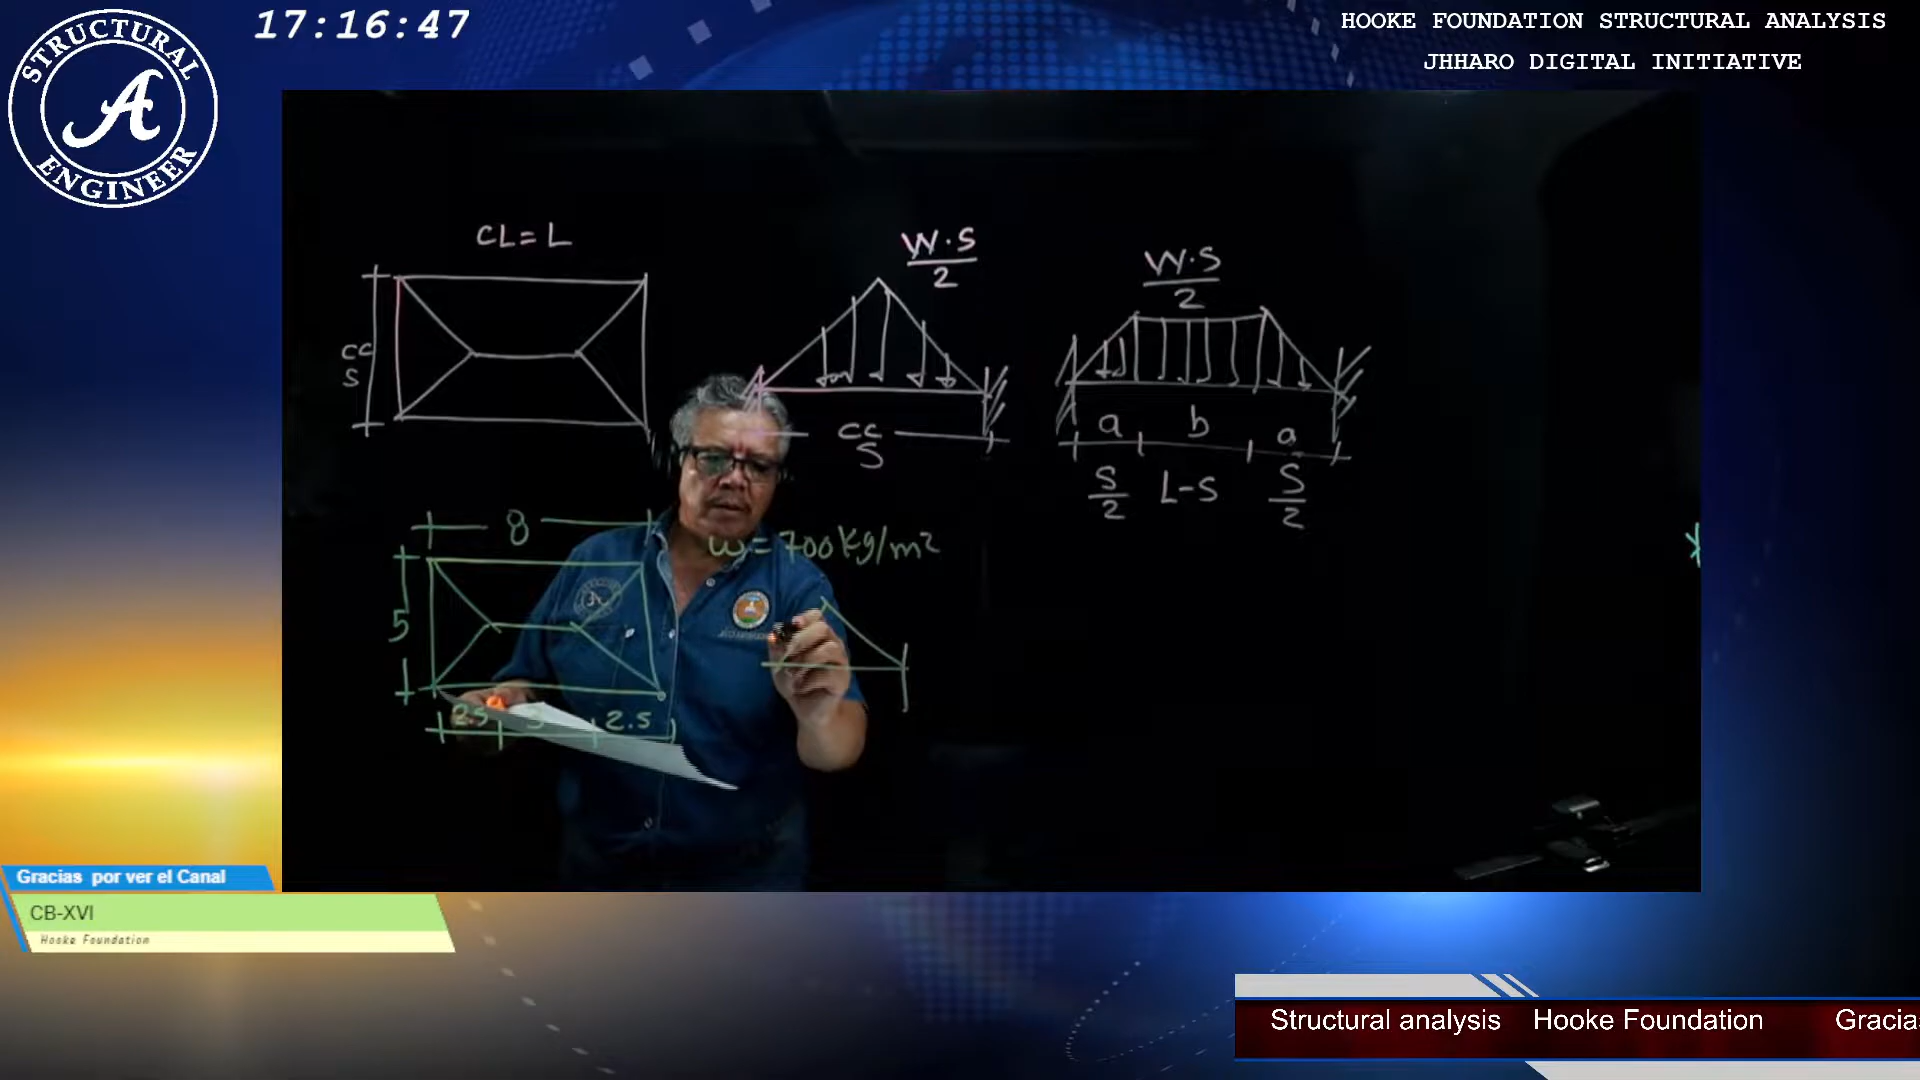 STRUCTURAL
A
ENGINEER
17:16:47
HOOKE FOUNDATION STRUCTURAL ANALYSIS
JHHARO DIGITAL INITIATIVE
CL = L
CC
S
W·S
2
CC
S
W·S
2
a b a
S
2
L-S
S
2
8
5
2.5 3 2.5
w = 700 kg/m²
Gracias por ver el Canal
CB-XVI
Hooke Foundation
Structural analysis Hooke Foundation Gracia